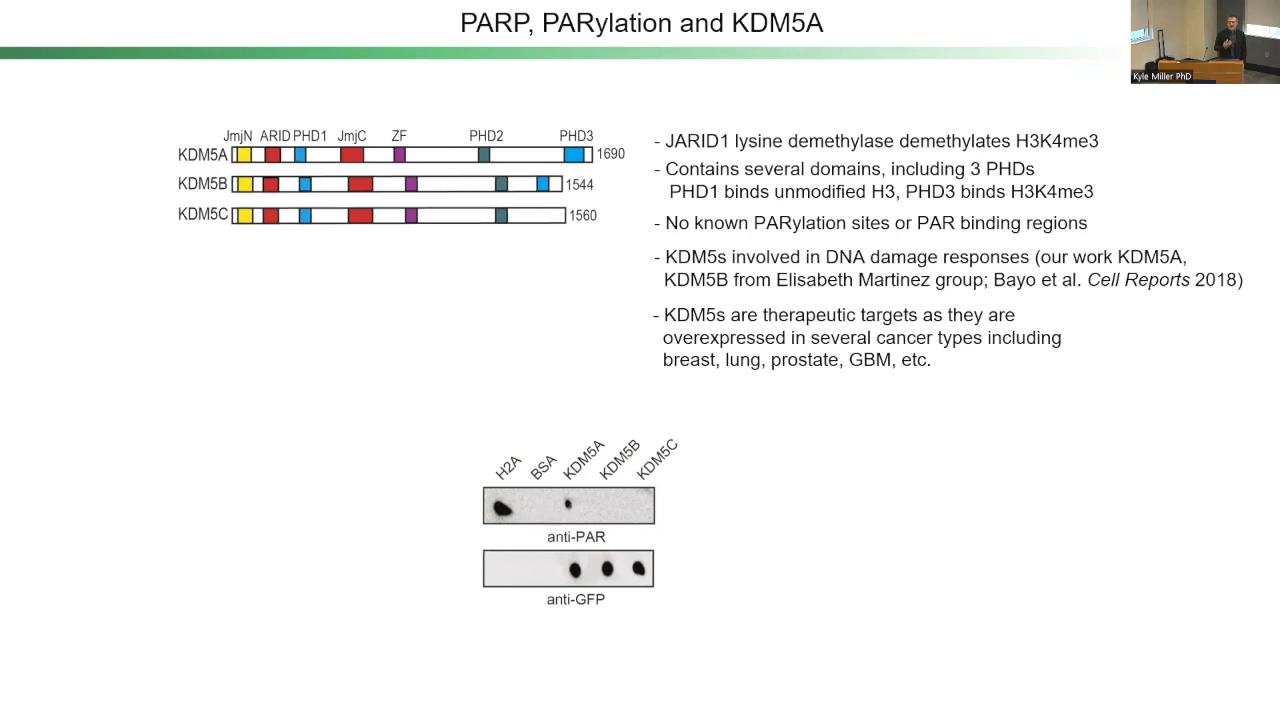 PARP, PARylation and KDM5A
Kyle Miller PhD
JmjN ARID PHD1 JmjC ZF PHD2 PHD3
KDM5A 1690
KDM5B 1544
KDM5C 1560
- JARID1 lysine demethylase demethylates H3K4me3
- Contains several domains, including 3 PHDs
PHD1 binds unmodified H3, PHD3 binds H3K4me3
- No known PARylation sites or PAR binding regions
- KDM5s involved in DNA damage responses (our work KDM5A,
KDM5B from Elisabeth Martinez group; Bayo et al. Cell Reports 2018)
- KDM5s are therapeutic targets as they are
overexpressed in several cancer types including
breast, lung, prostate, GBM, etc.
H2A BSA KDM5A KDM5B KDM5C
anti-PAR
anti-GFP